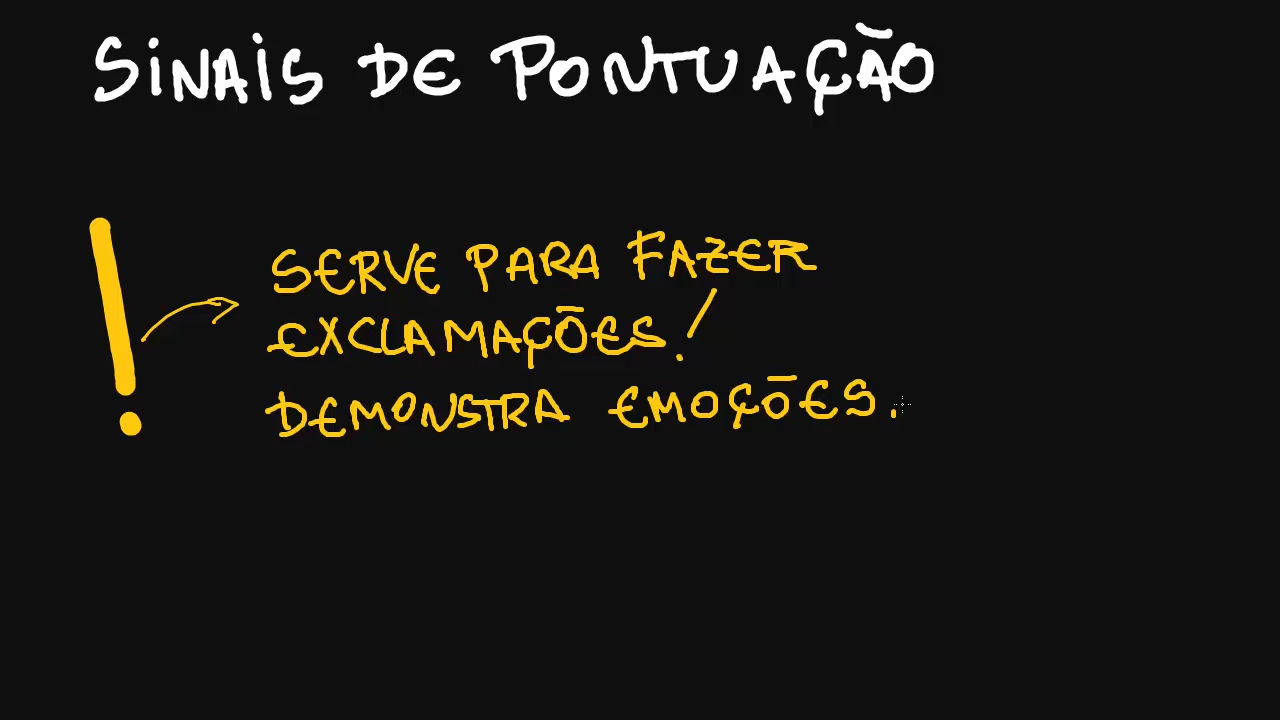 SINAIS DE PONTUAÇÃO
! SERVE PARA FAZER
EXCLAMAÇÕES!
DEMONSTRA EMOÇÕES.